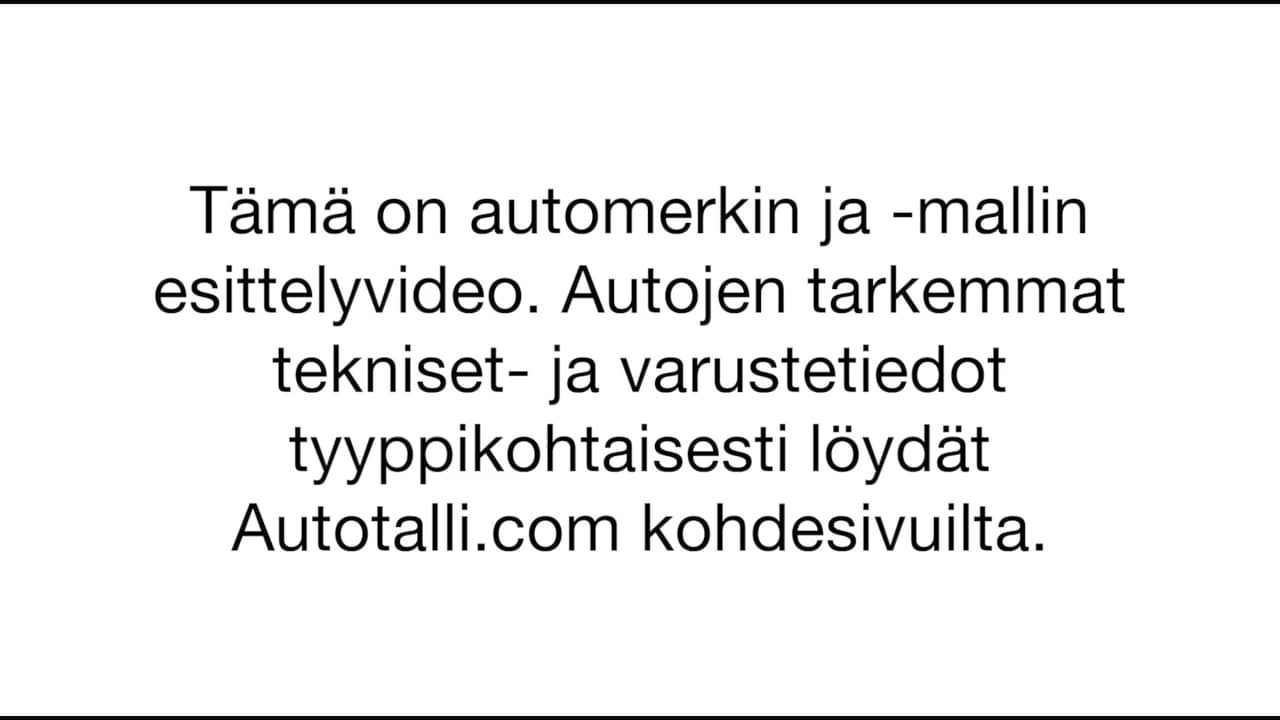 Tämä on automerkin ja -mallin
esittelyvideo. Autojen tarkemmat
tekniset- ja varustetiedot
tyyppikohtaisesti löydät
Autotalli.com kohdesivuilta.